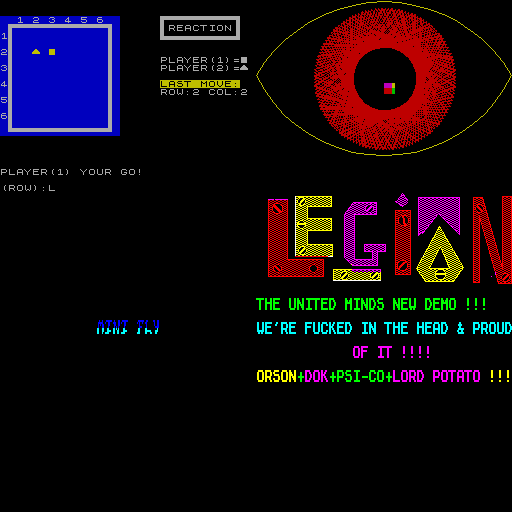 1 2 3 4 5 6
1
2
3
4
5
6
REACTION
PLAYER(1)=■
PLAYER(2)=▲
LAST MOVE:
ROW:2 COL:2
PLAYER(1) YOUR GO!
(ROW):L
LEGiAN
THE UNITED MINDS NEW DEMO !!!
WE'RE FUCKED IN THE HEAD & PROUD
OF IT !!!!
ORSON+DOK+PSI-CO+LORD POTATO !!!